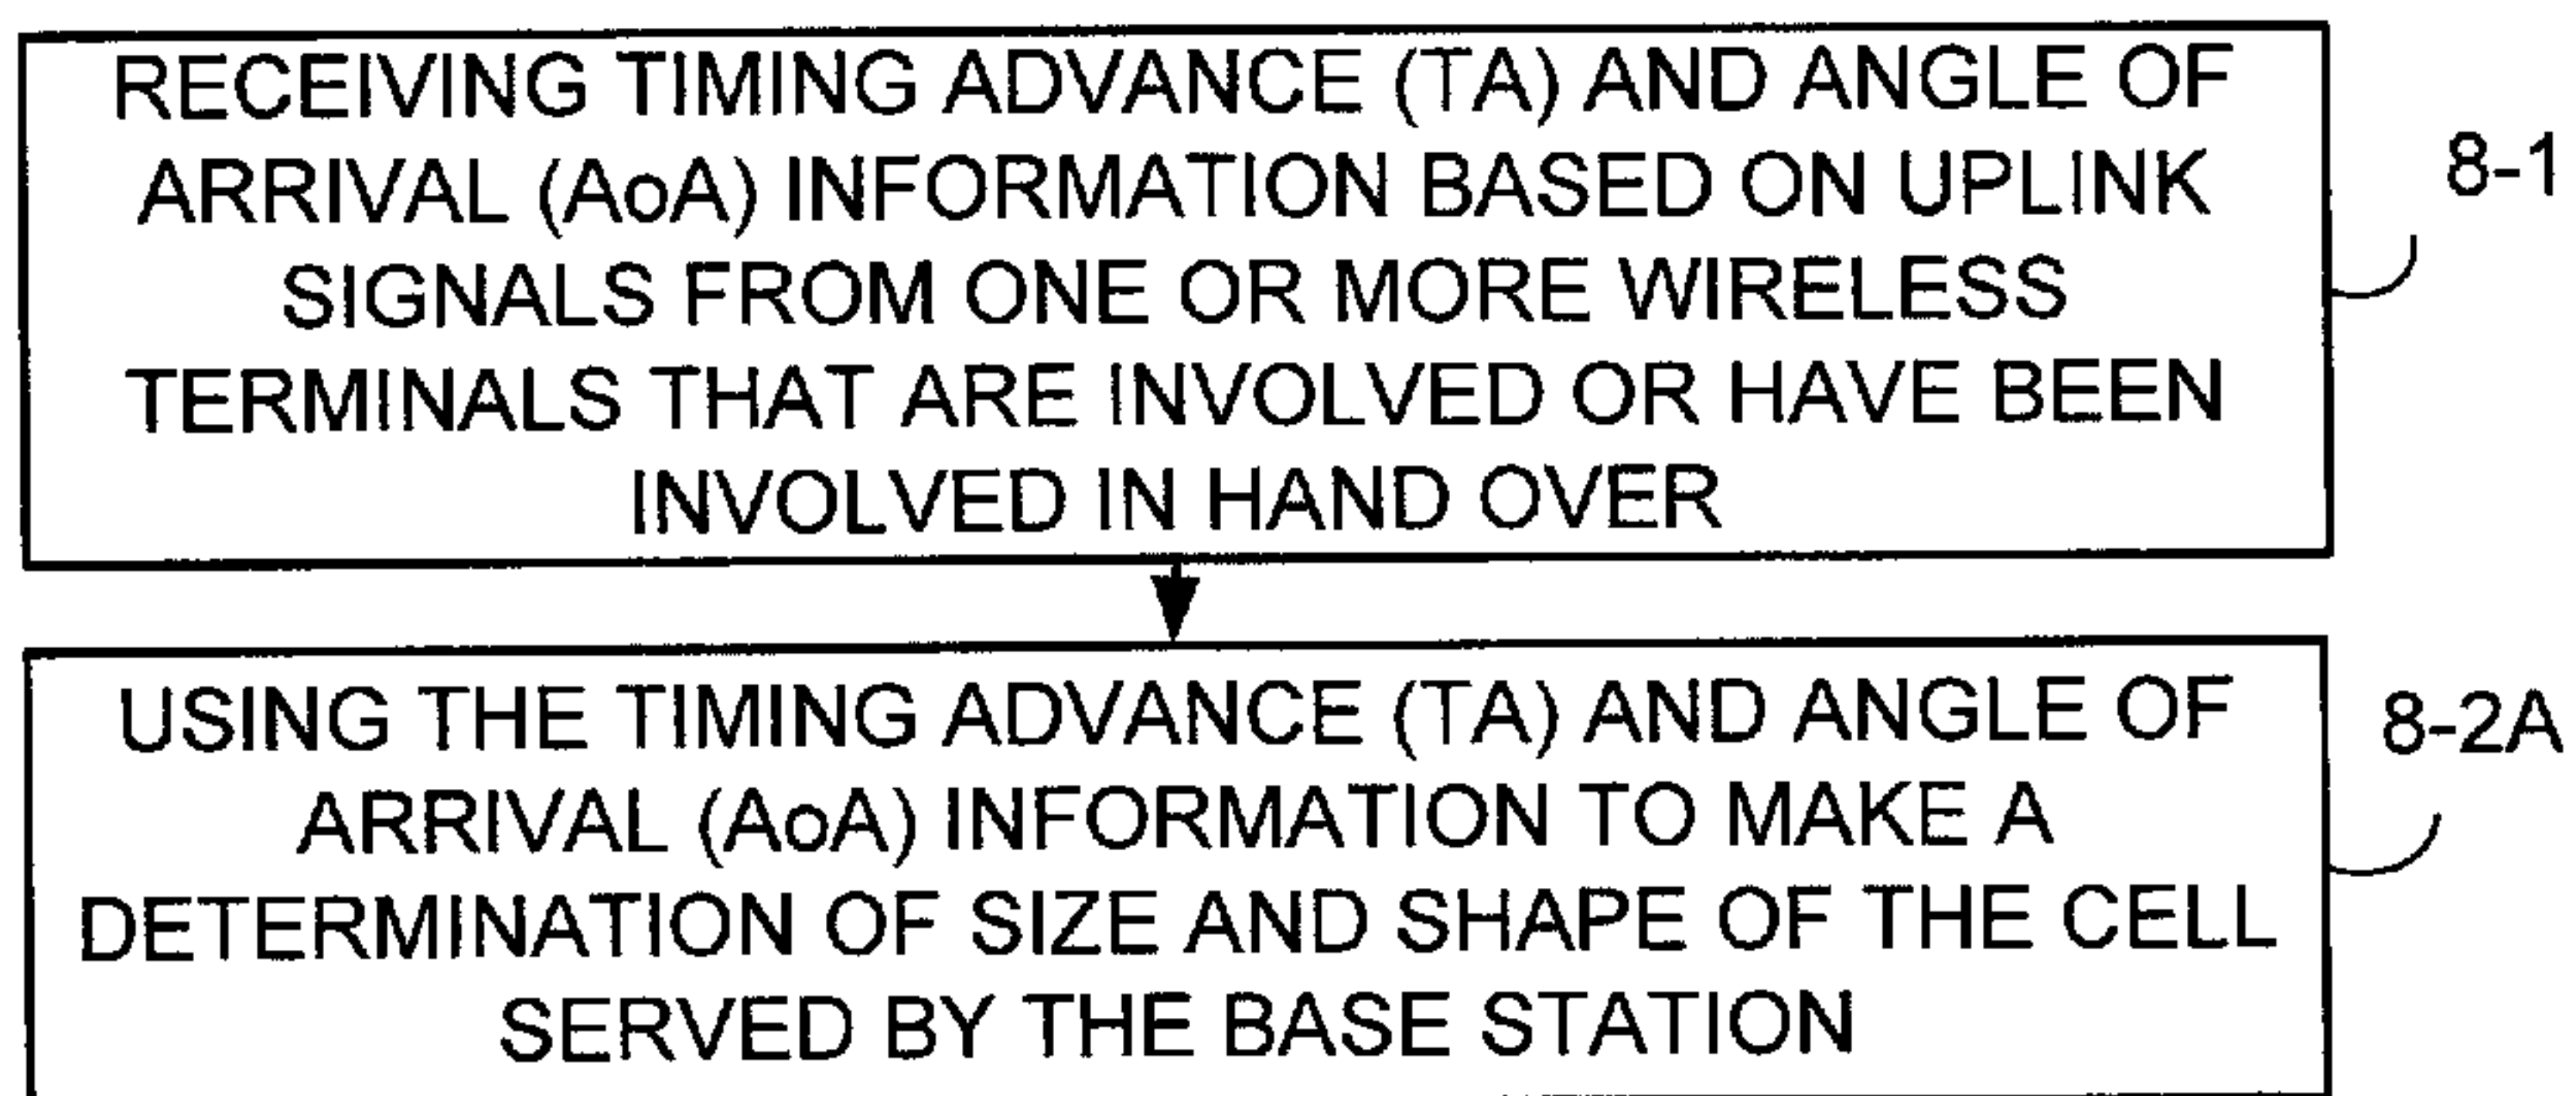 RECEIVING TIMING ADVANCE (TA) AND ANGLE OF
ARRIVAL (AoA) INFORMATION BASED ON UPLINK
SIGNALS FROM ONE OR MORE WIRELESS
TERMINALS THAT ARE INVOLVED OR HAVE BEEN
INVOLVED IN HAND OVER
8-1
USING THE TIMING ADVANCE (TA) AND ANGLE OF
ARRIVAL (AoA) INFORMATION TO MAKE A
DETERMINATION OF SIZE AND SHAPE OF THE CELL
SERVED BY THE BASE STATION
8-2A